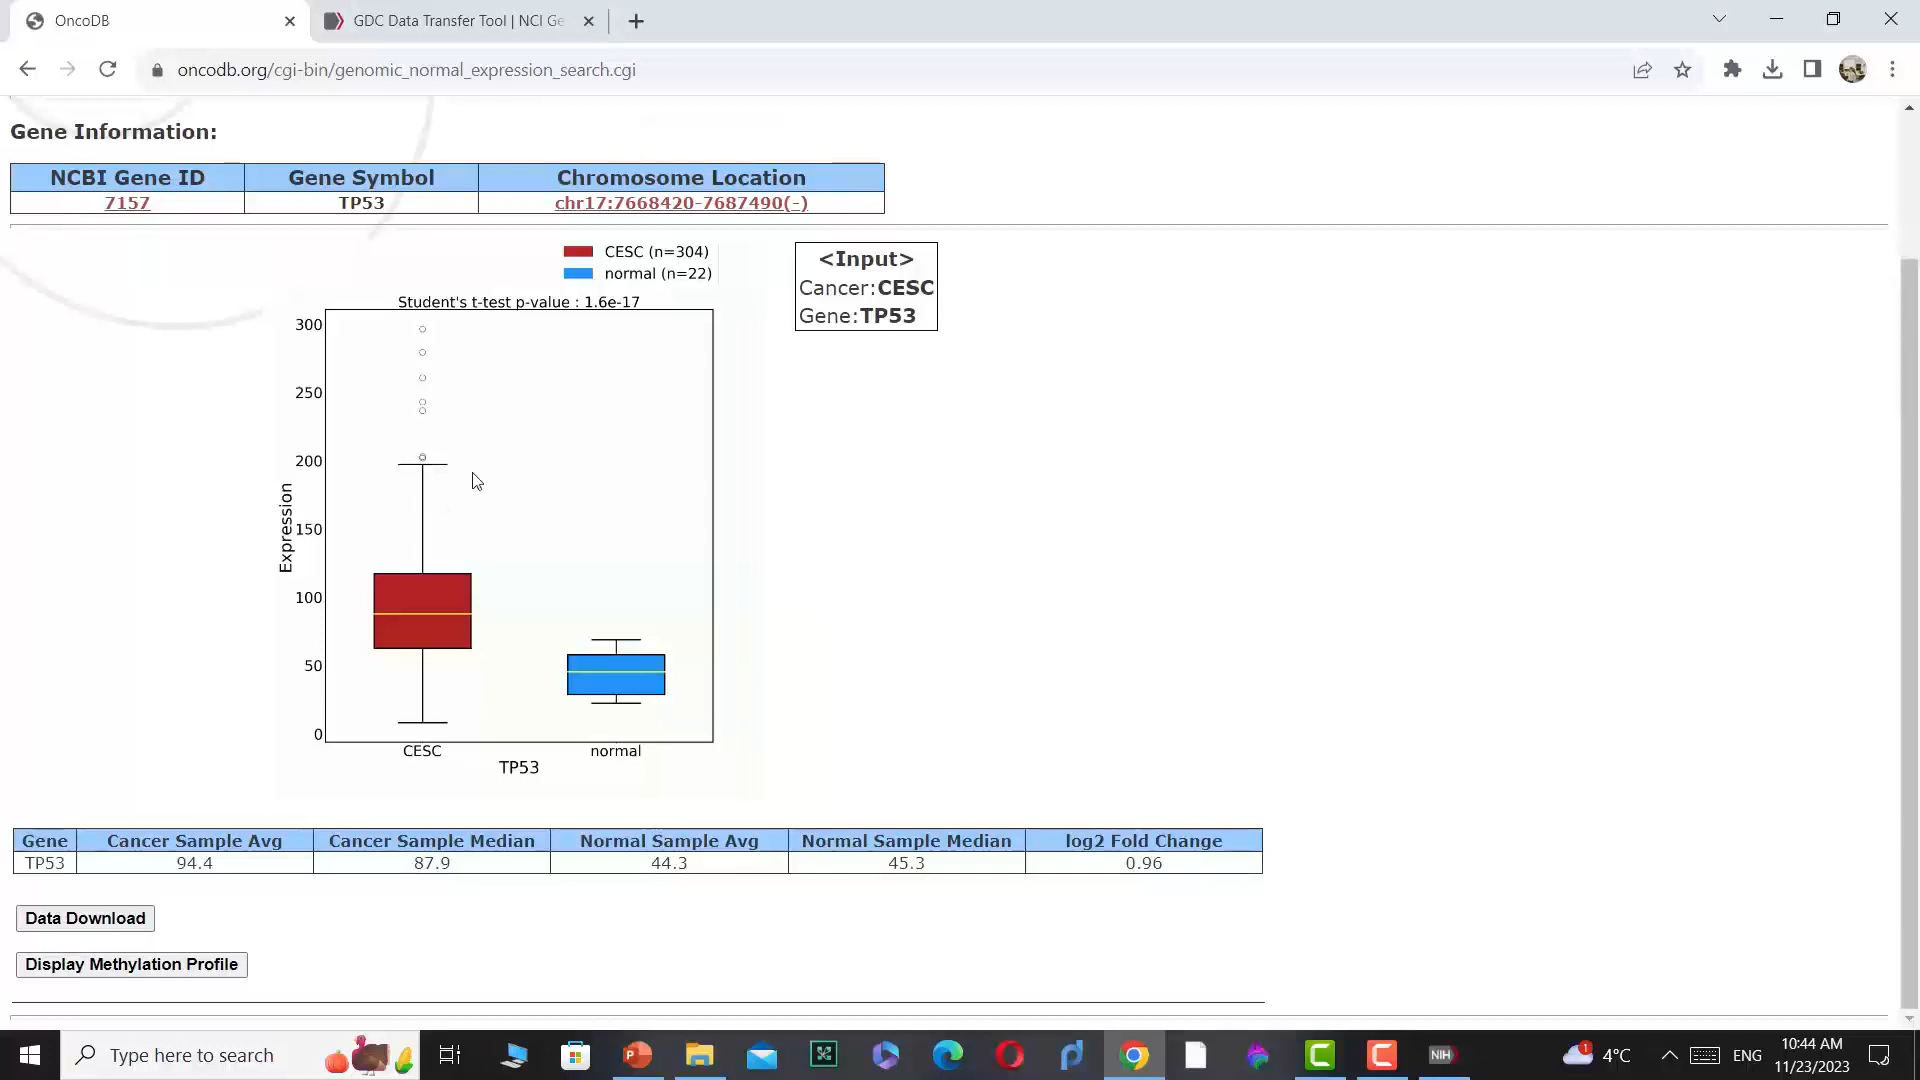 OncoDB
GDC Data Transfer Tool | NCI Ge
oncodb.org/cgi-bin/genomic_normal_expression_search.cgi
Gene Information:
NCBI Gene ID Gene Symbol Chromosome Location
7157 TP53 chr17:7668420-7687490(-)
CESC (n=304)
normal (n=22)
Student's t-test p-value : 1.6e-17
300
250
200
150
100
50
0
Expression
CESC normal
TP53
<Input>
Cancer:CESC
Gene:TP53
Gene Cancer Sample Avg Cancer Sample Median Normal Sample Avg Normal Sample Median log2 Fold Change
TP53 94.4 87.9 44.3 45.3 0.96
Data Download
Display Methylation Profile
Type here to search
NIH
1
4°C
ENG
10:44 AM
11/23/2023